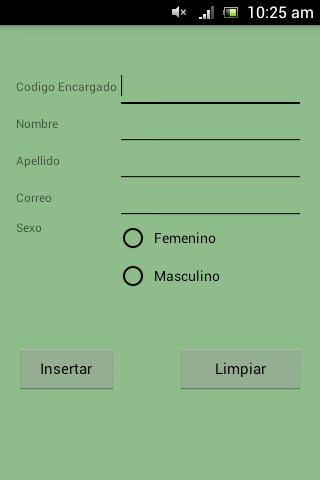 10:25 am
Codigo Encargado
Nombre
Apellido
Correo
Sexo
Femenino
Masculino
Insertar
Limpiar